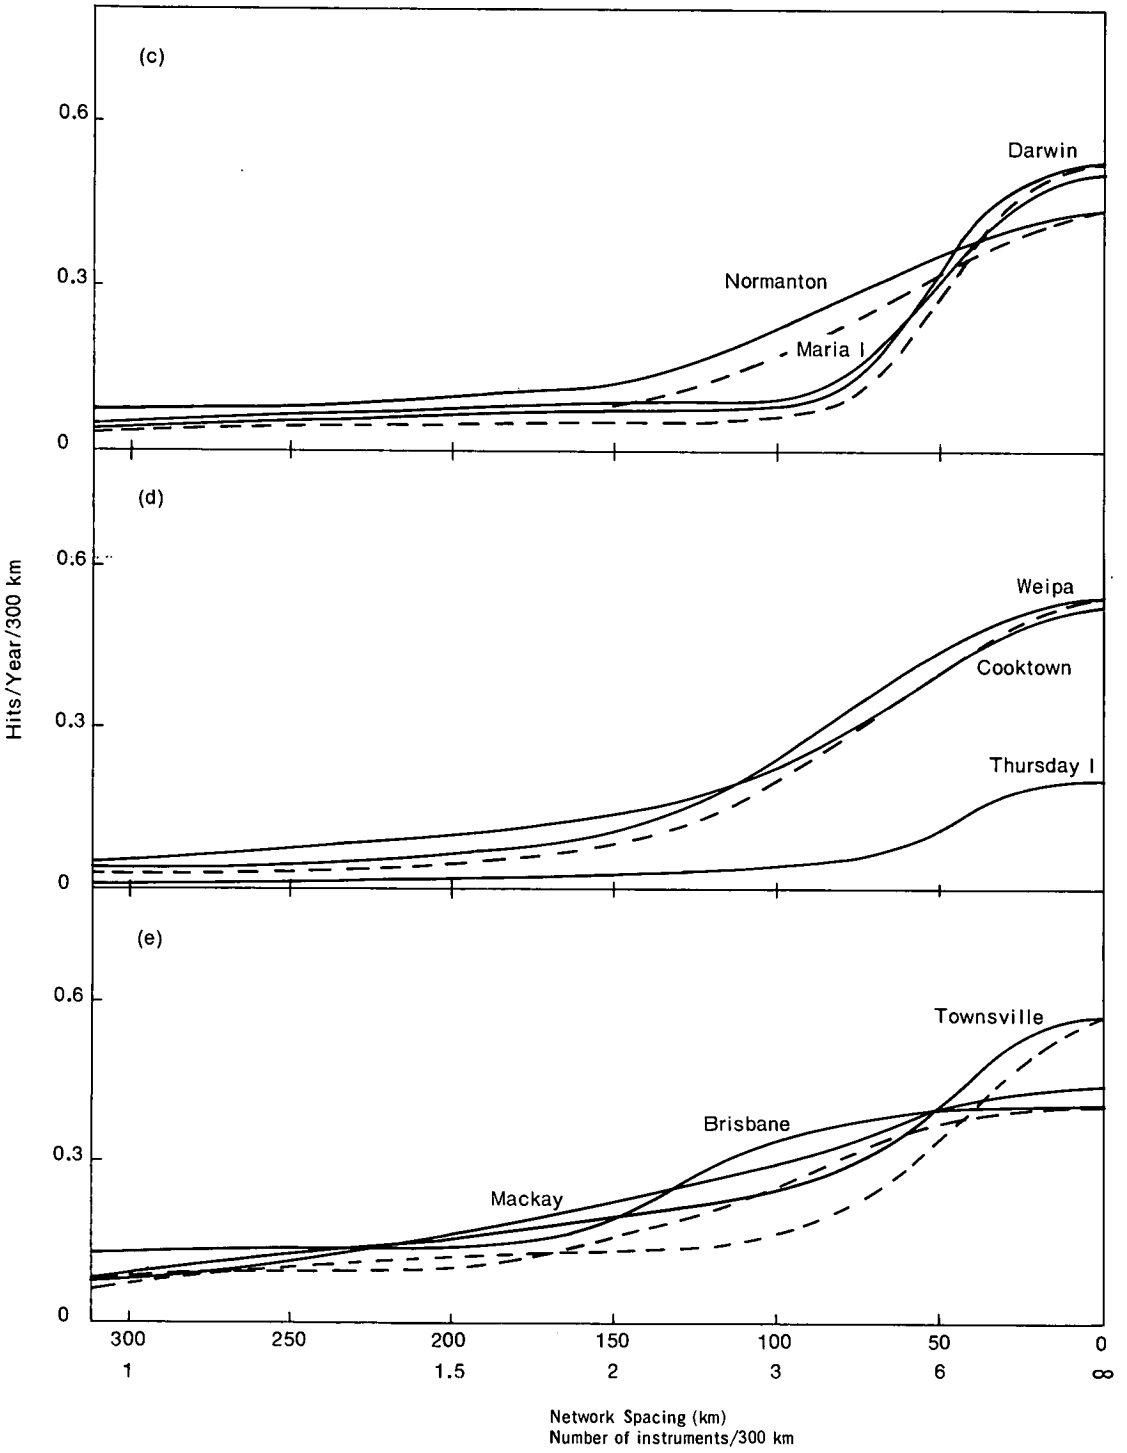 (c)
0.6
Darwin
0.3
Normanton
Maria I
0
(d)
0.6
Weipa
Cooktown
0.3
Thursday I
0
Hits/Year/300 km
(e)
0.6
Townsville
Brisbane
0.3
Mackay
0
300 250 200 150 100 50 0
1 1.5 2 3 6 ∞
Network Spacing (km)
Number of instruments/300 km